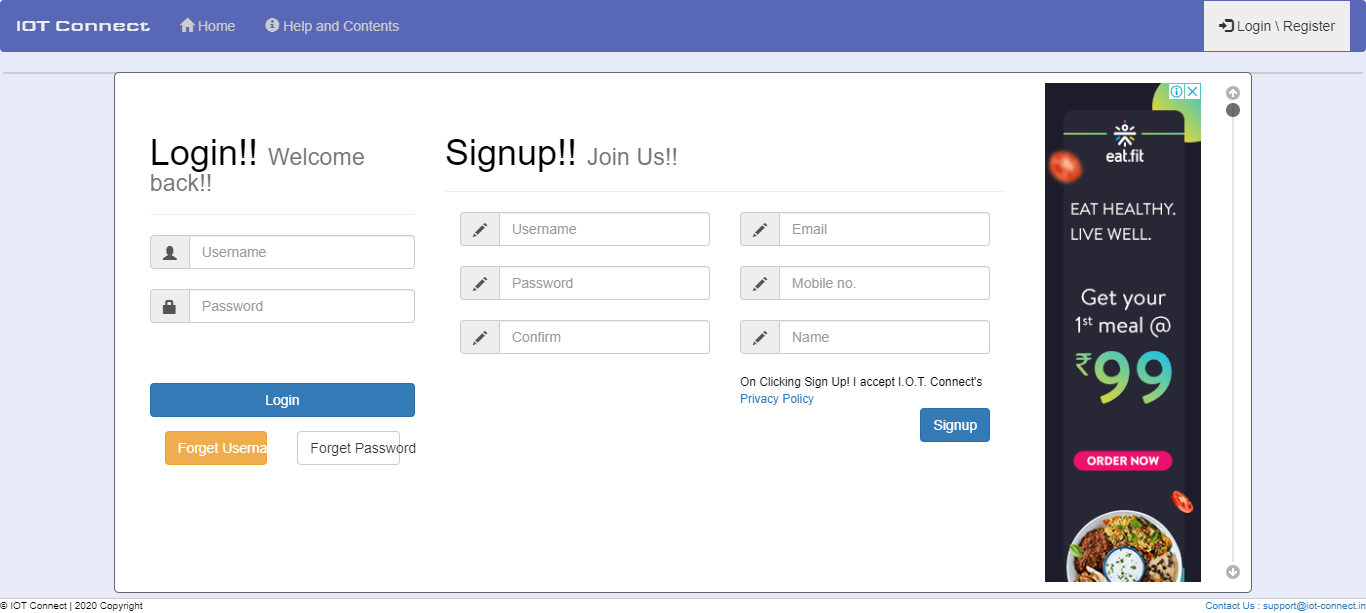 IOT Connect
Home
Help and Contents
Login \ Register
Login!! Welcome
back!!
Username
Password
Login
Forget Userna
Forget Password
Signup!! Join Us!!
Username
Email
Password
Mobile no.
Confirm
Name
On Clicking Sign Up! I accept I.O.T. Connect's
Privacy Policy
Signup
eat.fit
EAT HEALTHY.
LIVE WELL.
Get your
1st meal @
₹99
ORDER NOW
© IOT Connect | 2020 Copyright
Contact Us : support@iot-connect.in